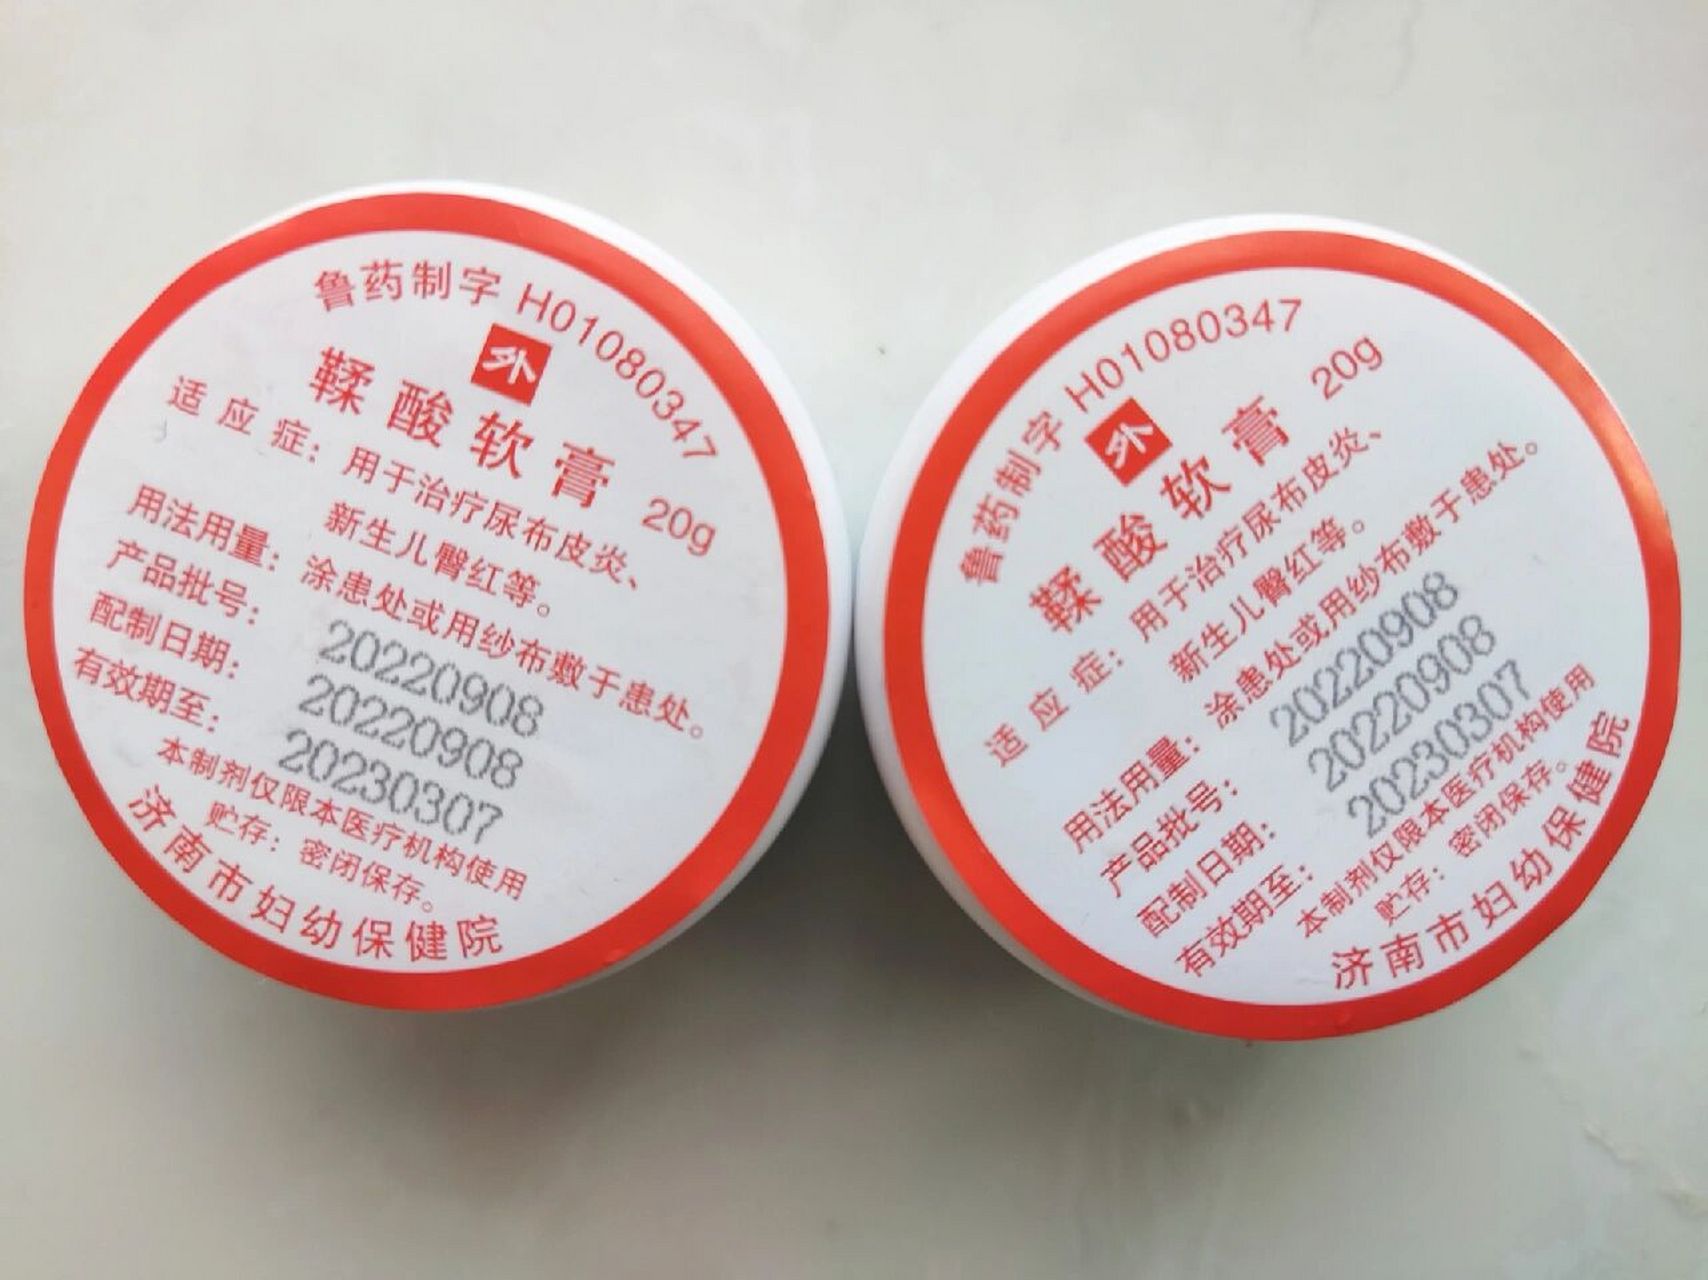 鲁药制字 H01080347
外
鞣酸软膏 20g
适应症：用于治疗尿布皮炎、
新生儿臀红等。
用法用量：涂患处或用纱布敷于患处。
产品批号：20220908
配制日期：20220908
有效期至：20230307
本制剂仅限本医疗机构使用
贮存：密闭保存。
济南市妇幼保健院
鲁药制字 H01080347
外
鞣酸软膏 20g
适应症：用于治疗尿布皮炎、
新生儿臀红等。
用法用量：涂患处或用纱布敷于患处。
产品批号：20220908
配制日期：20220908
有效期至：20230307
本制剂仅限本医疗机构使用
贮存：密闭保存。
济南市妇幼保健院